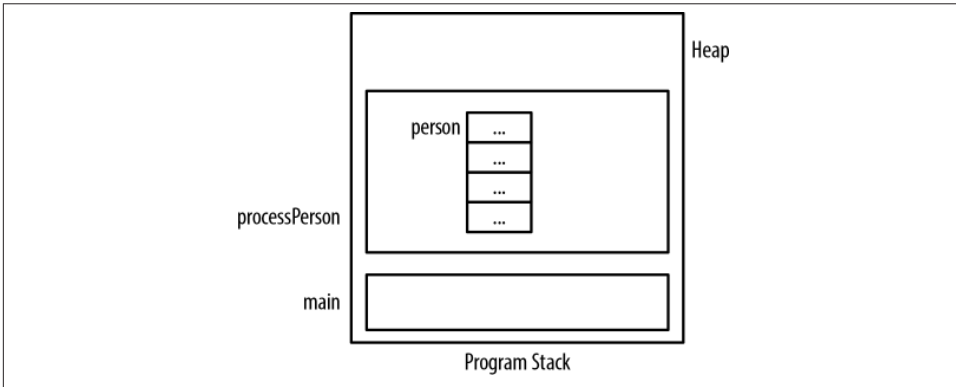 Heap
person ...
...
...
...
processPerson
main
Program Stack